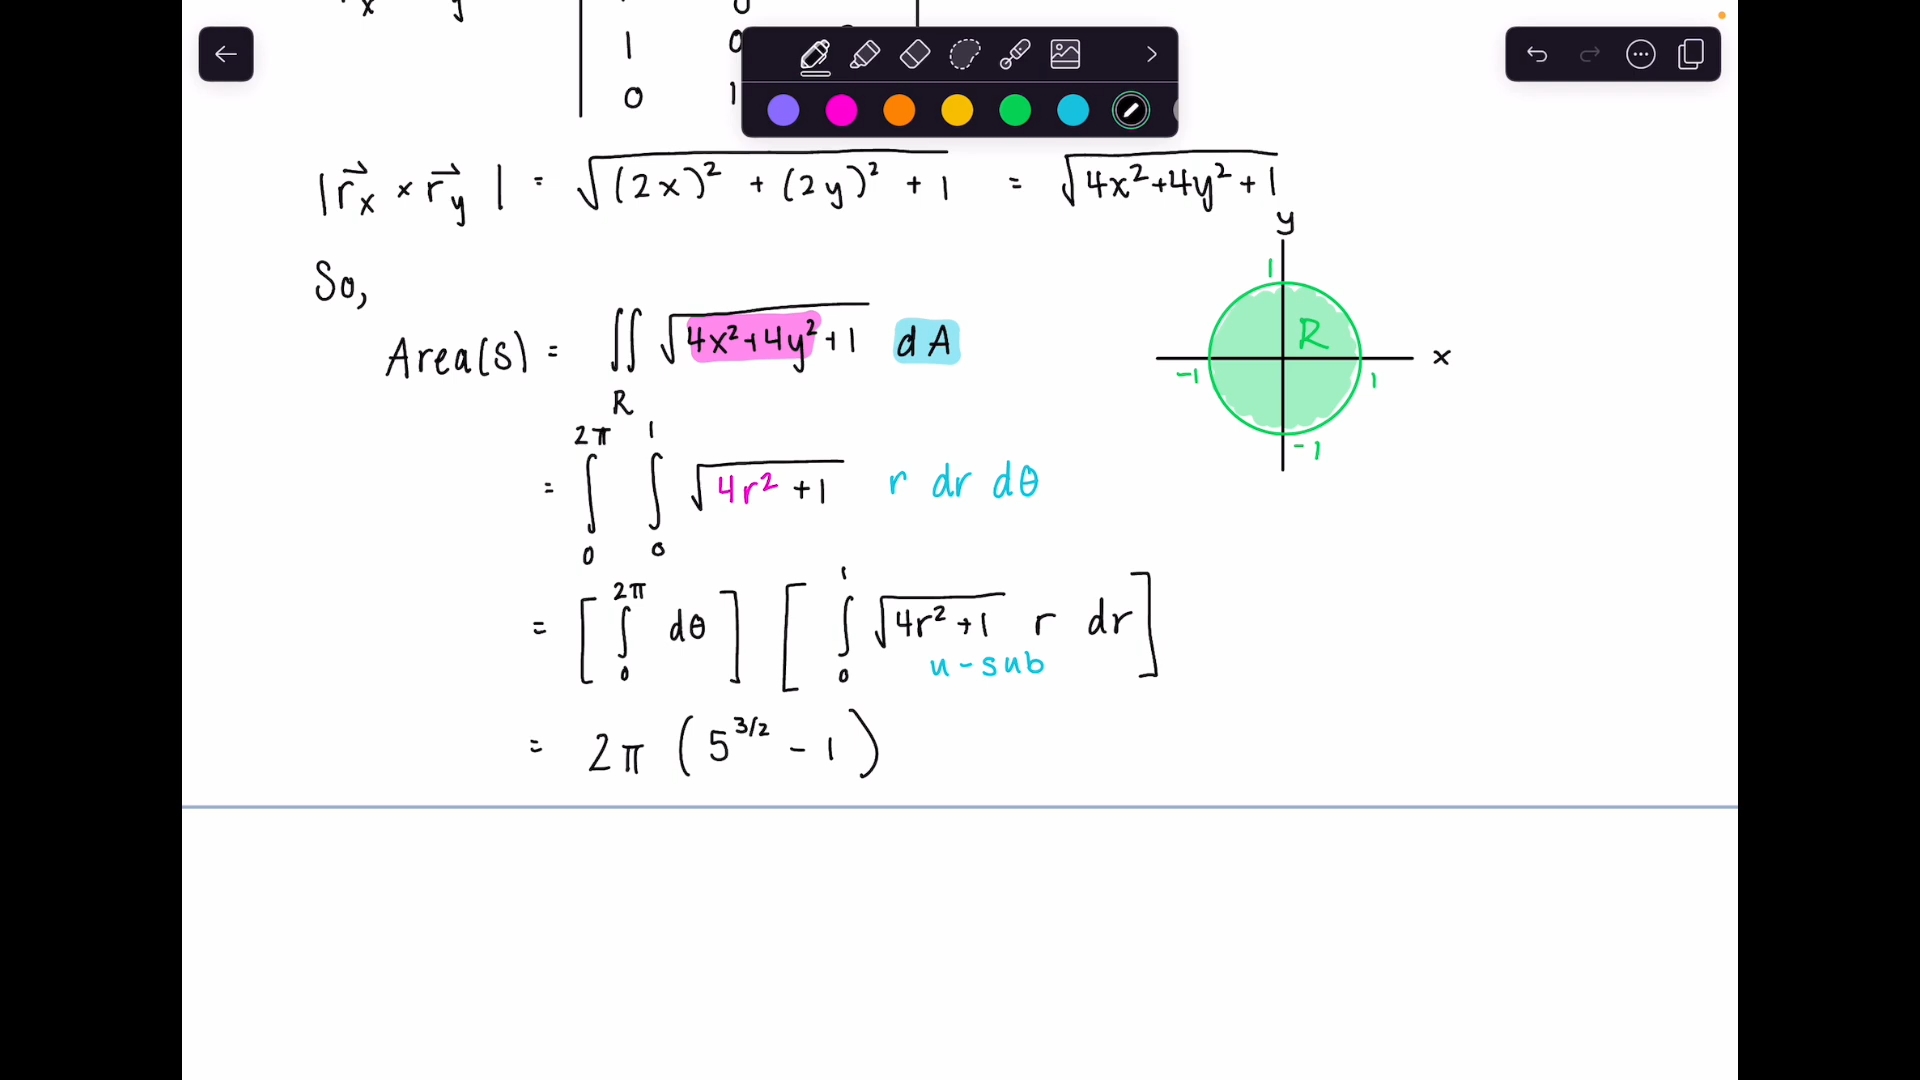 1 0
0 1
|r⃗x × r⃗y| = √((2x)² + (2y)² + 1) = √(4x²+4y²+1)
y
So,
1
R
x
-1
1
-1
Area(S) = ∬R √(4x²+4y²+1) dA
= ∫₀^2π ∫₀^1 √(4r² +1) r dr dθ
= [∫₀^2π dθ] [∫₀^1 √(4r²+1) r dr]
u-sub
= 2π (5^3/2 - 1)